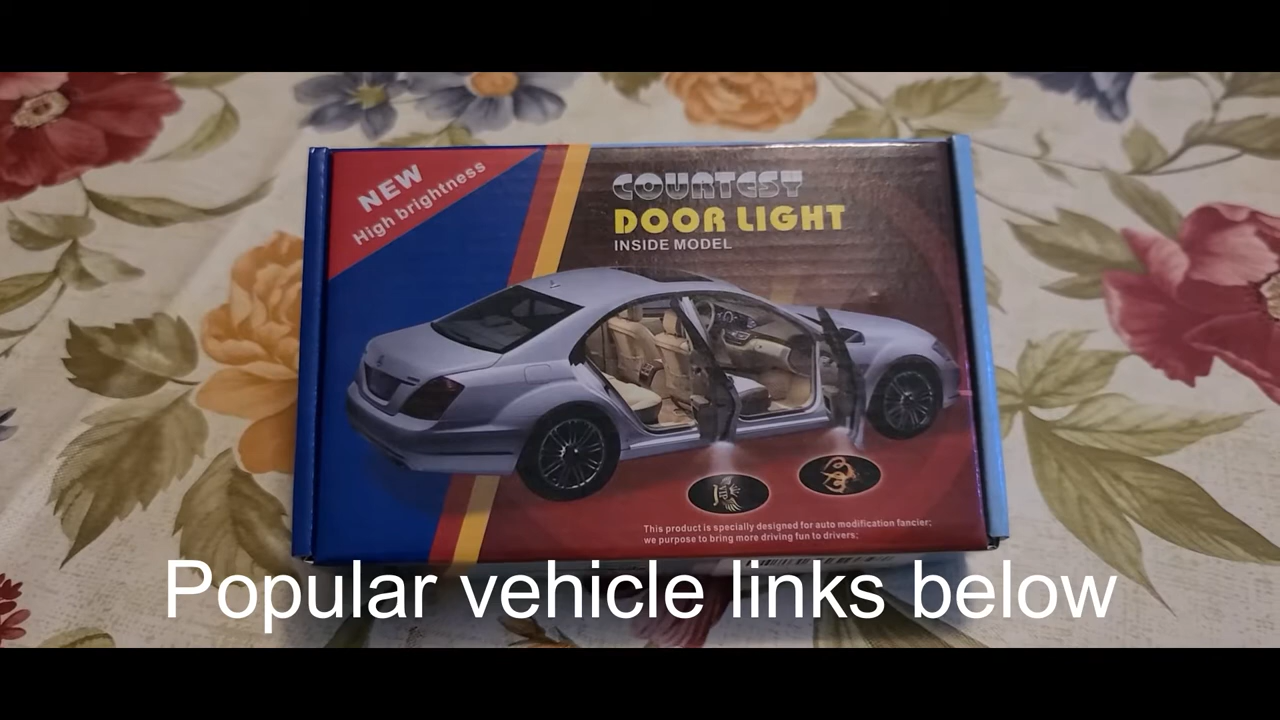 NEW
High brightness
COURTESY
DOOR LIGHT
INSIDE MODEL
This product is specially designed for auto modification fancier;
we purpose to bring more driving fun to drivers;
Popular vehicle links below